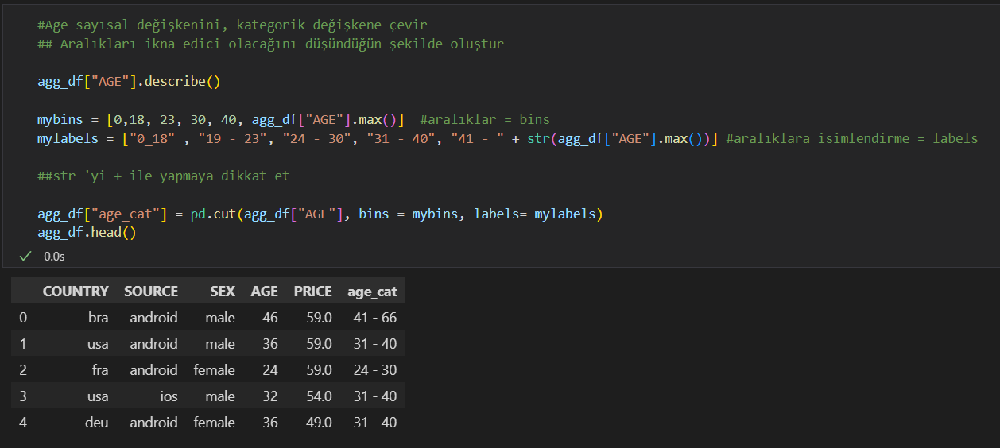 #Age sayısal değişkenini, kategorik değişkene çevir
## Aralıkları ikna edici olacağını düşündüğün şekilde oluştur
agg_df["AGE"].describe()
mybins = [0,18, 23, 30, 40, agg_df["AGE"].max()]  #aralıklar = bins
mylabels = ["0_18" , "19 - 23", "24 - 30", "31 - 40", "41 - " + str(agg_df["AGE"].max())] #aralıklara isimlendirme = labels
##str 'yi + ile yapmaya dikkat et
agg_df["age_cat"] = pd.cut(agg_df["AGE"], bins = mybins, labels= mylabels)
agg_df.head()
0.0s
COUNTRY SOURCE SEX AGE PRICE age_cat
0 bra android male 46 59.0 41 - 66
1 usa android male 36 59.0 31 - 40
2 fra android female 24 59.0 24 - 30
3 usa ios male 32 54.0 31 - 40
4 deu android female 36 49.0 31 - 40